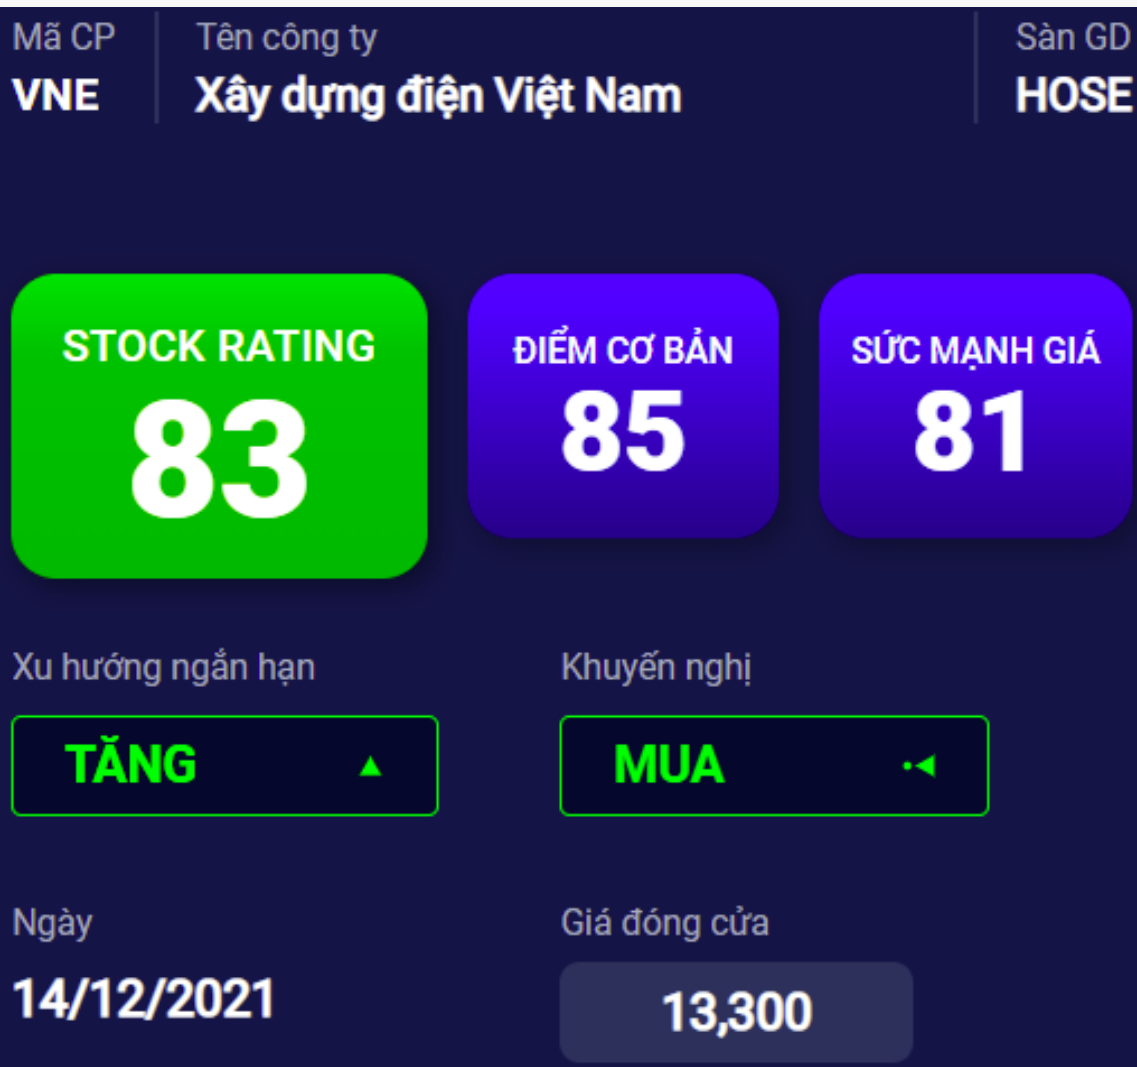 Mã CP
Tên công ty
Sàn GD
VNE
Xây dựng điện Việt Nam
HOSE
STOCK RATING
83
ĐIỂM CƠ BẢN
85
SỨC MẠNH GIÁ
81
Xu hướng ngắn hạn
Khuyến nghị
TĂNG
MUA
Ngày
Giá đóng cửa
14/12/2021
13,300